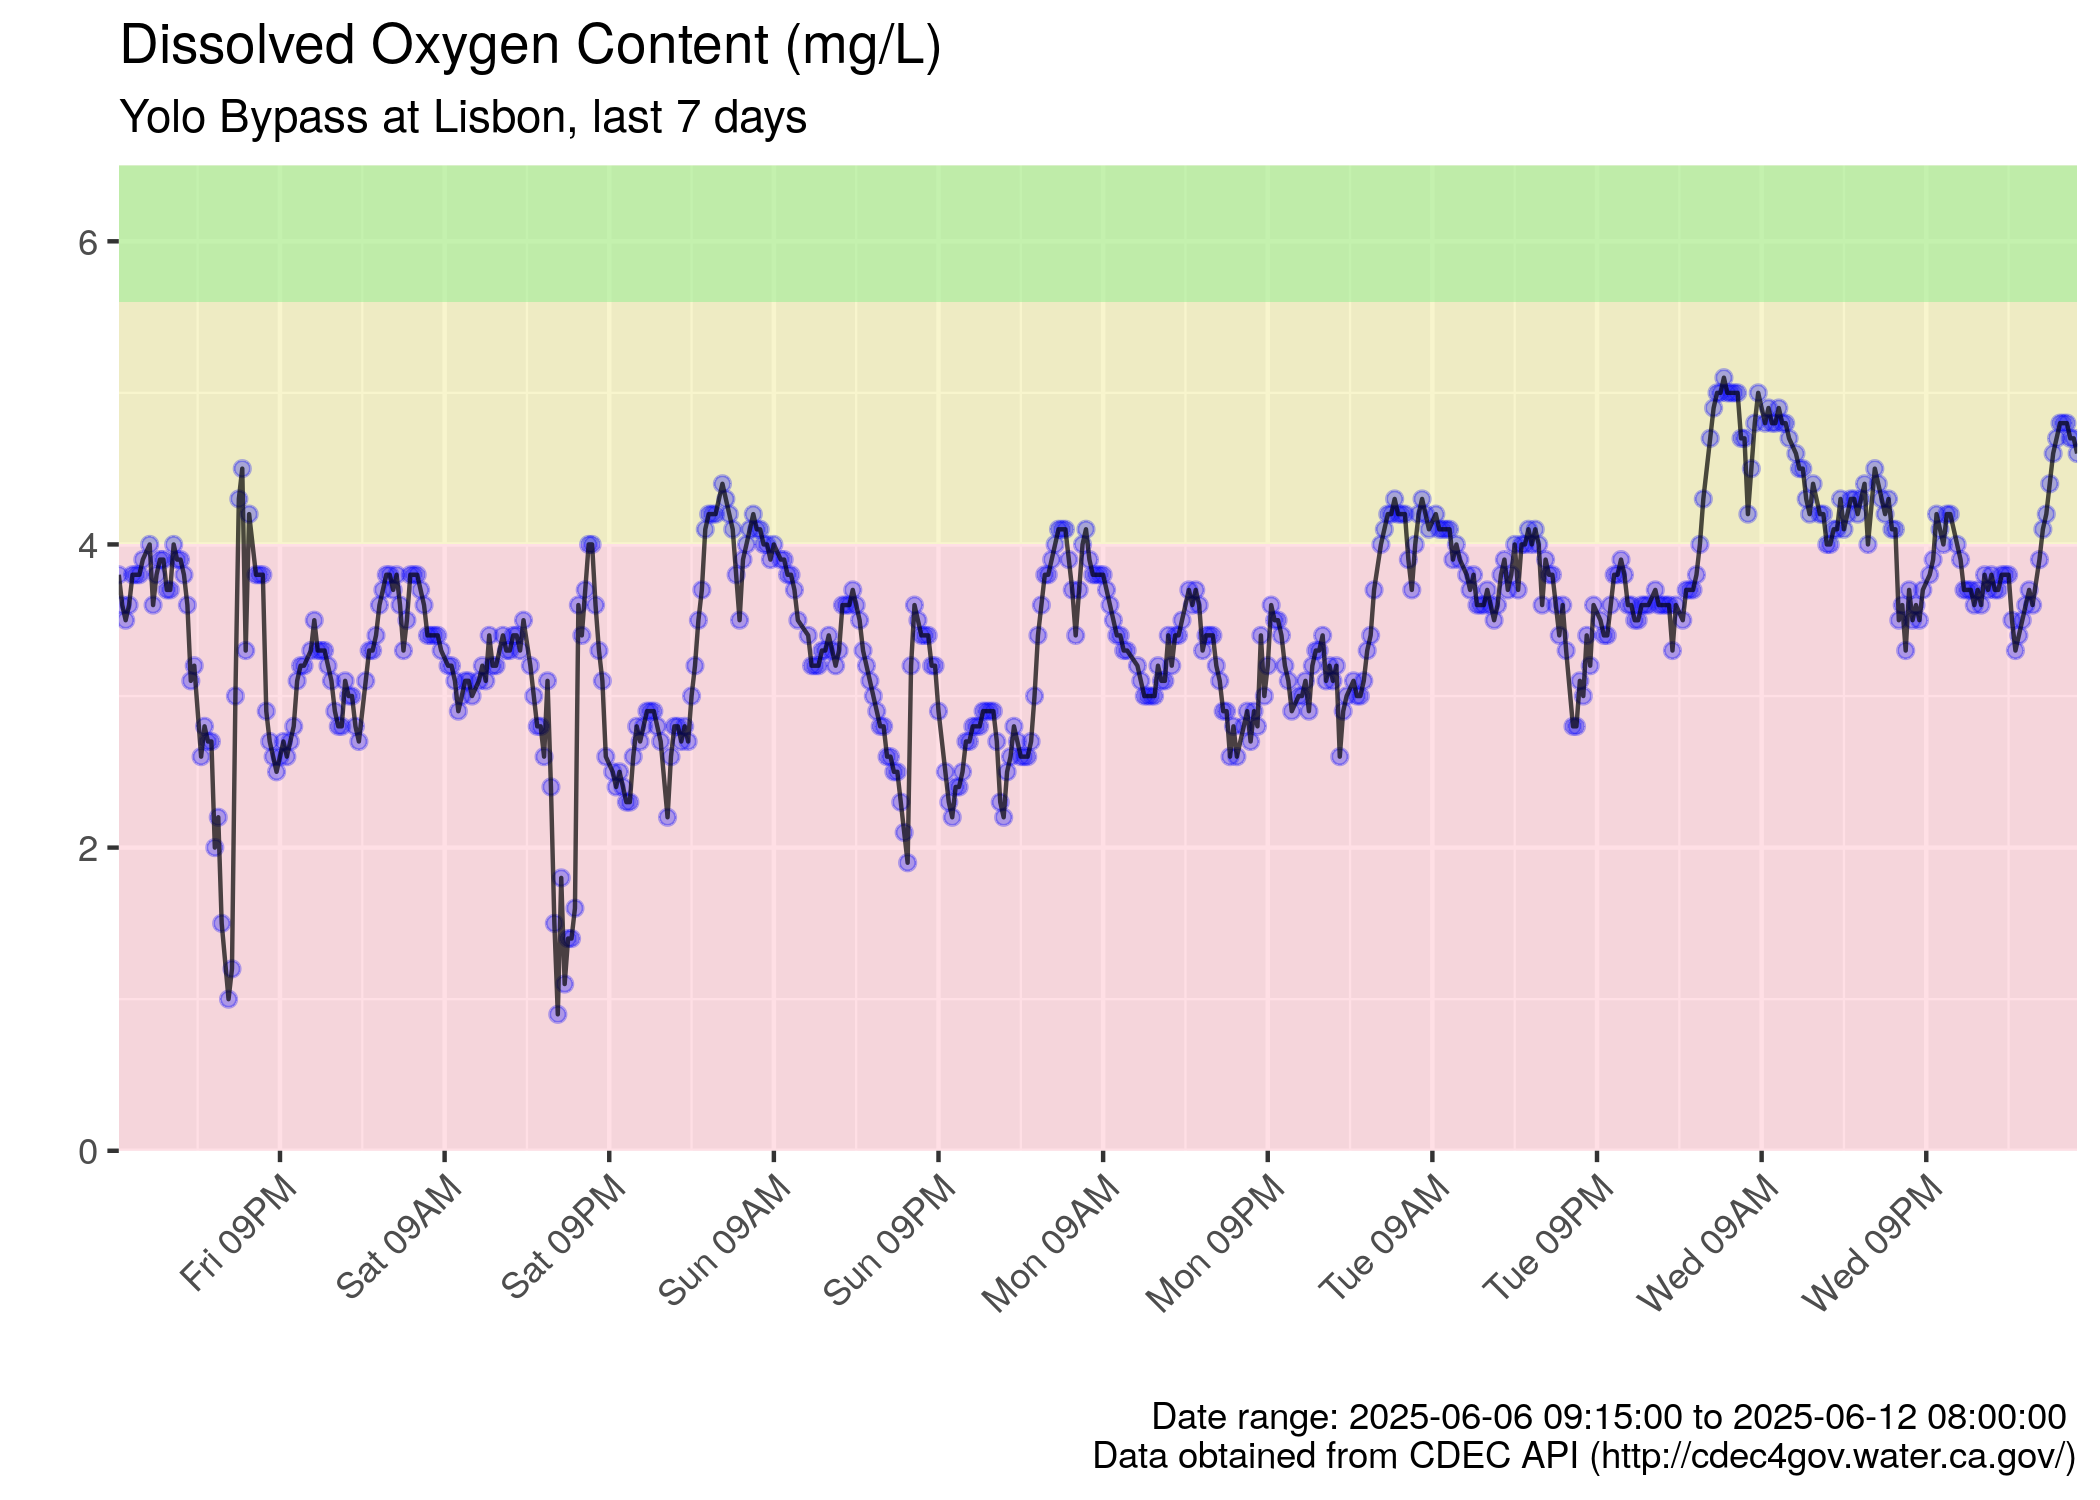 Dissolved Oxygen Content (mg/L)
Yolo Bypass at Lisbon, last 7 days
6
4
2
0
Fri 09PM
Sat 09AM
Sat 09PM
Sun 09AM
Sun 09PM
Mon 09AM
Mon 09PM
Tue 09AM
Tue 09PM
Wed 09AM
Wed 09PM
Date range: 2025-06-06 09:15:00 to 2025-06-12 08:00:00
Data obtained from CDEC API (http://cdec4gov.water.ca.gov/)